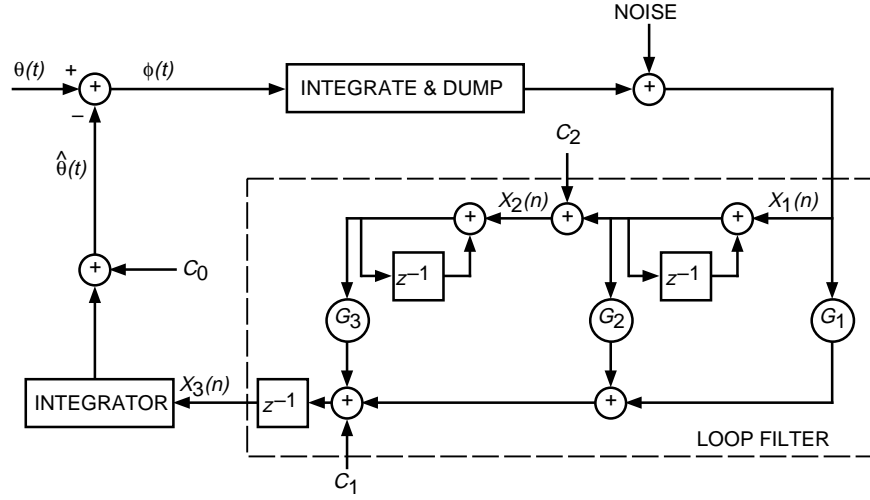 NOISE
θ(t)
+
+
ϕ(t)
INTEGRATE & DUMP
+
−
C₂
θ̂(t)
X₂(n)
X₁(n)
+
+
+
z⁻¹
z⁻¹
+
C₀
G₃
G₂
G₁
X₃(n)
INTEGRATOR
z⁻¹
+
+
LOOP FILTER
C₁